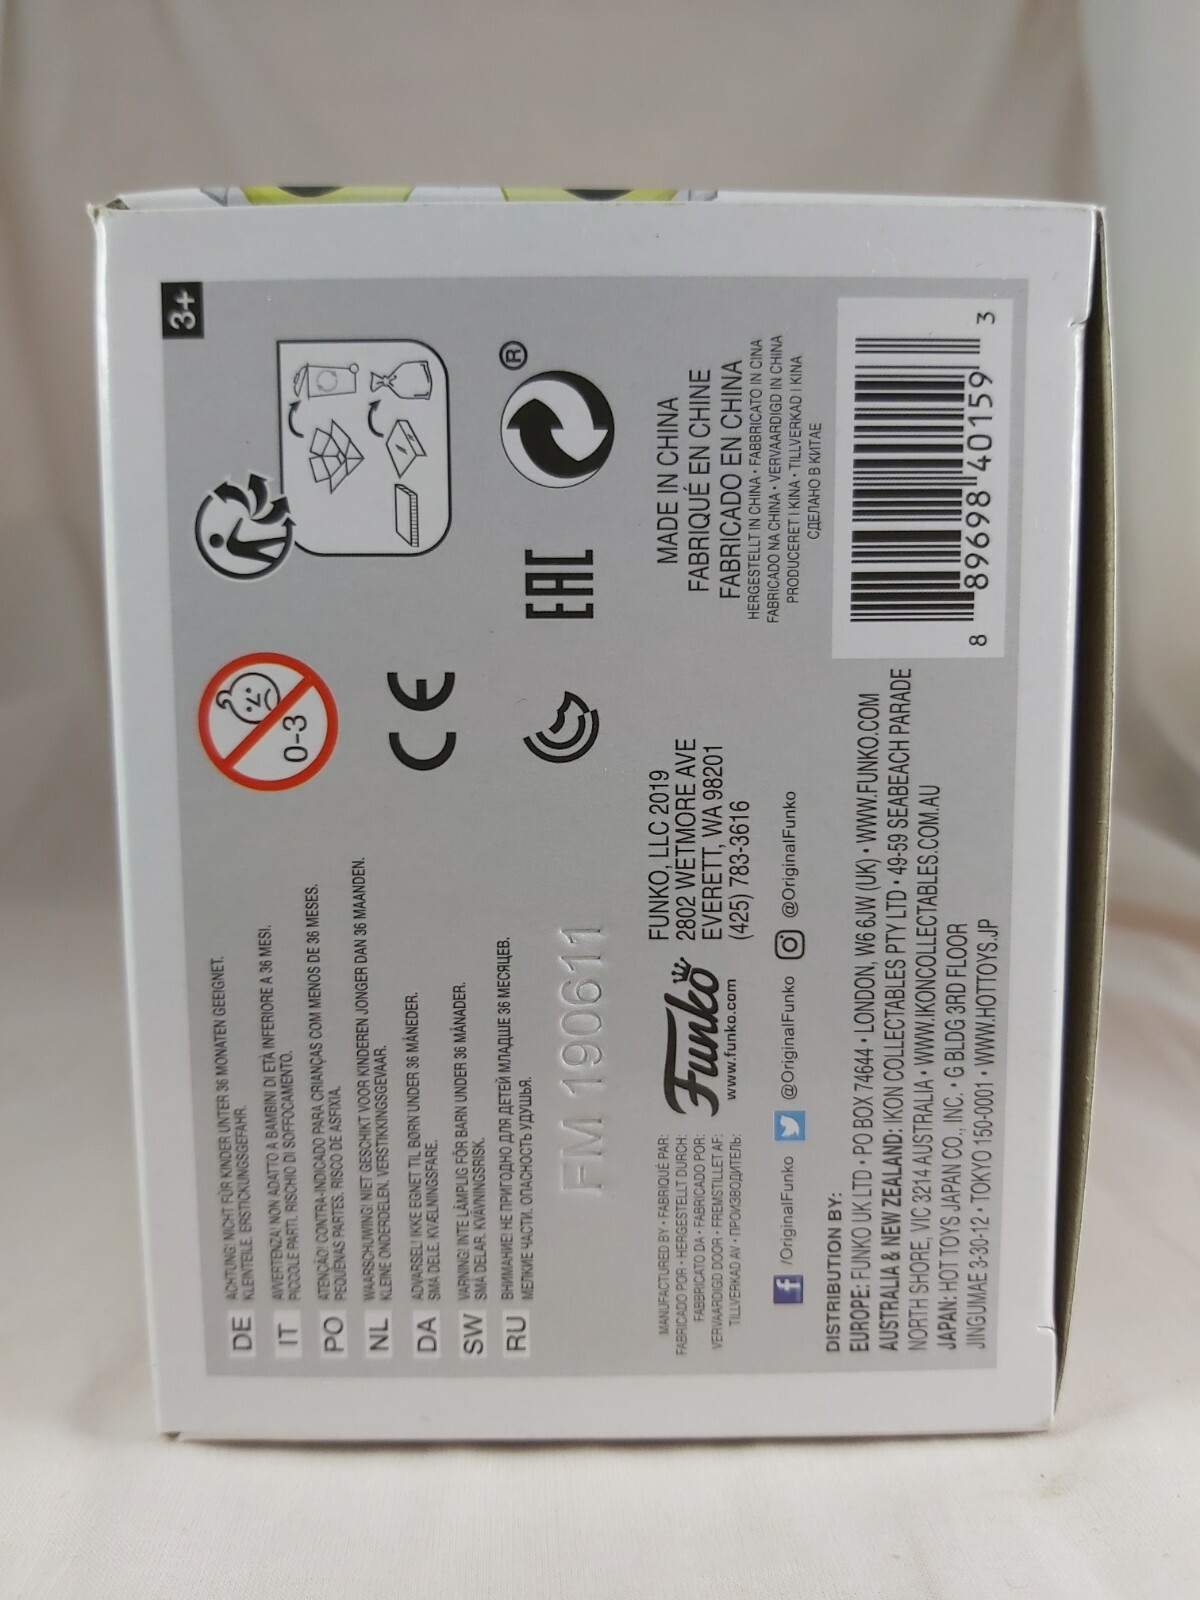 DE
ACHTUNG! NICHT FÜR KINDER UNTER 36 MONATEN GEEIGNET.
KLEINTEILE. ERSTICKUNGSGEFAHR.
IT
AVVERTENZA! NON ADATTO A BAMBINI DI ETÀ INFERIORE A 36 MESI.
PICCOLE PARTI. RISCHIO DI SOFFOCAMENTO.
PO
ATENÇÃO! CONTRA-INDICADO PARA CRIANÇAS COM MENOS DE 36 MESES.
PEQUENAS PARTES. RISCO DE ASFIXIA.
NL
WAARSCHUWING! NIET GESCHIKT VOOR KINDEREN JONGER DAN 36 MAANDEN.
KLEINE ONDERDELEN. VERSTIKKINGSGEVAAR.
DA
ADVARSEL! IKKE EGNET TIL BØRN UNDER 36 MÅNEDER.
SMÅ DELE. KVÆLNINGSFARE.
SW
VARNING! INTE LÄMPLIG FÖR BARN UNDER 36 MÅNADER.
SMÅ DELAR. KVÄVNINGSRISK.
RU
ВНИМАНИЕ! НЕ ПРИГОДНО ДЛЯ ДЕТЕЙ МЛАДШЕ 36 МЕСЯЦЕВ.
МЕЛКИЕ ЧАСТИ. ОПАСНОСТЬ УДУШЬЯ.
FM 190611
0-3
3+
CE
EAC
®
MANUFACTURED BY • FABRIQUÉ PAR:
FABRICADO POR • HERGESTELLT DURCH:
FABBRICATO DA • FABRICADO POR:
VERVAARDIGD DOOR • FREMSTILLET AF:
TILLVERKAD AV • ПРОИЗВОДИТЕЛЬ:
Funko
www.funko.com
FUNKO, LLC 2019
2802 WETMORE AVE
EVERETT, WA 98201
(425) 783-3616
MADE IN CHINA
FABRIQUÉ EN CHINE
FABRICADO EN CHINA
HERGESTELLT IN CHINA • FABBRICATO IN CINA
FABRICADO NA CHINA • VERVAARDIGD IN CHINA
PRODUCERET I KINA • TILLVERKAD I KINA
СДЕЛАНО В КИТАЕ
/OriginalFunko @OriginalFunko @OriginalFunko
DISTRIBUTION BY:
EUROPE: FUNKO UK LTD • PO BOX 74644 • LONDON, W6 6JW (UK) • WWW.FUNKO.COM
AUSTRALIA & NEW ZEALAND: IKON COLLECTABLES PTY LTD • 49-59 SEABEACH PARADE
NORTH SHORE, VIC 3214 AUSTRALIA • WWW.IKONCOLLECTABLES.COM.AU
JAPAN: HOT TOYS JAPAN CO., INC. • G BLDG 3RD FLOOR
JINGUMAE 3-30-12 • TOKYO 150-0001 • WWW.HOTTOYS.JP
8 89698 40159 3